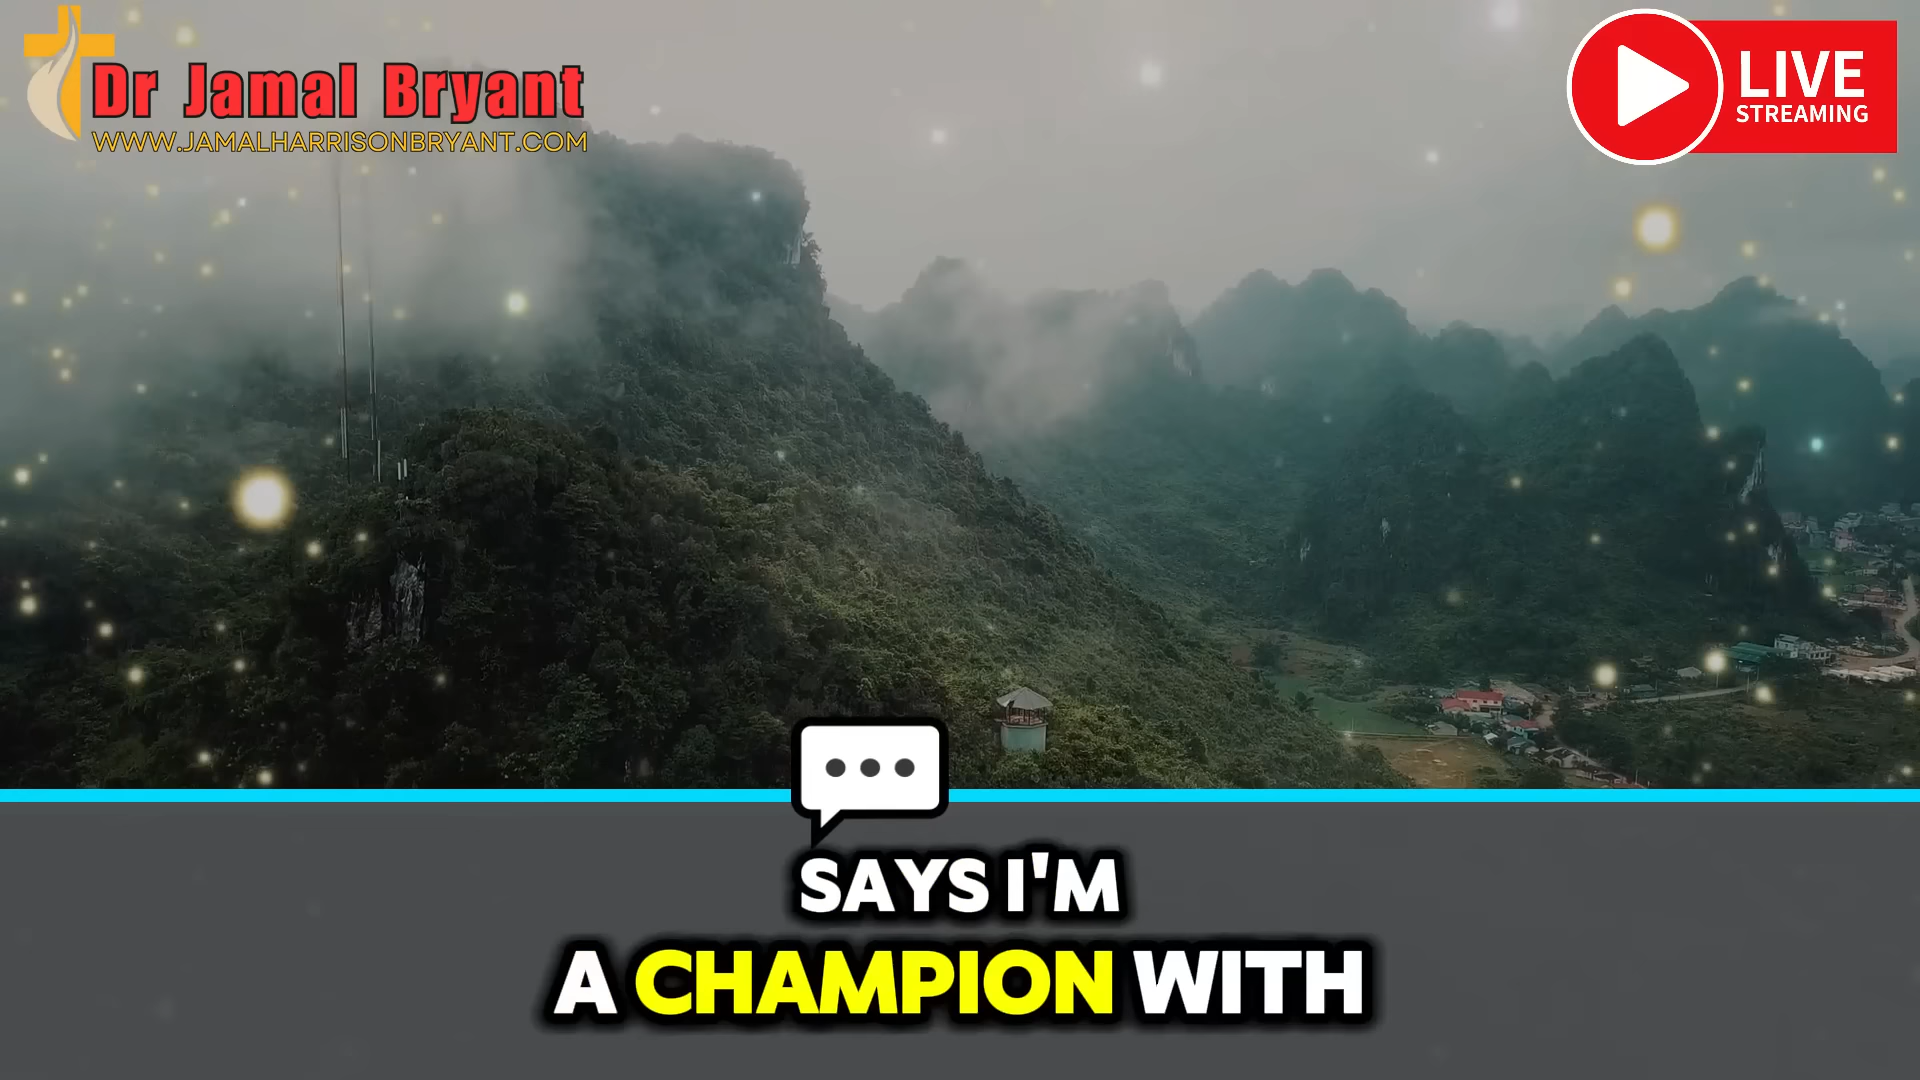 Dr Jamal Bryant
WWW.JAMALHARRISONBRYANT.COM
LIVE
STREAMING
SAYS I'M
A CHAMPION WITH